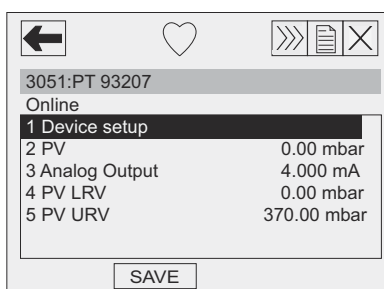 3051:PT 93207
Online
1 Device setup
2 PV 0.00 mbar
3 Analog Output 4.000 mA
4 PV LRV 0.00 mbar
5 PV URV 370.00 mbar
SAVE